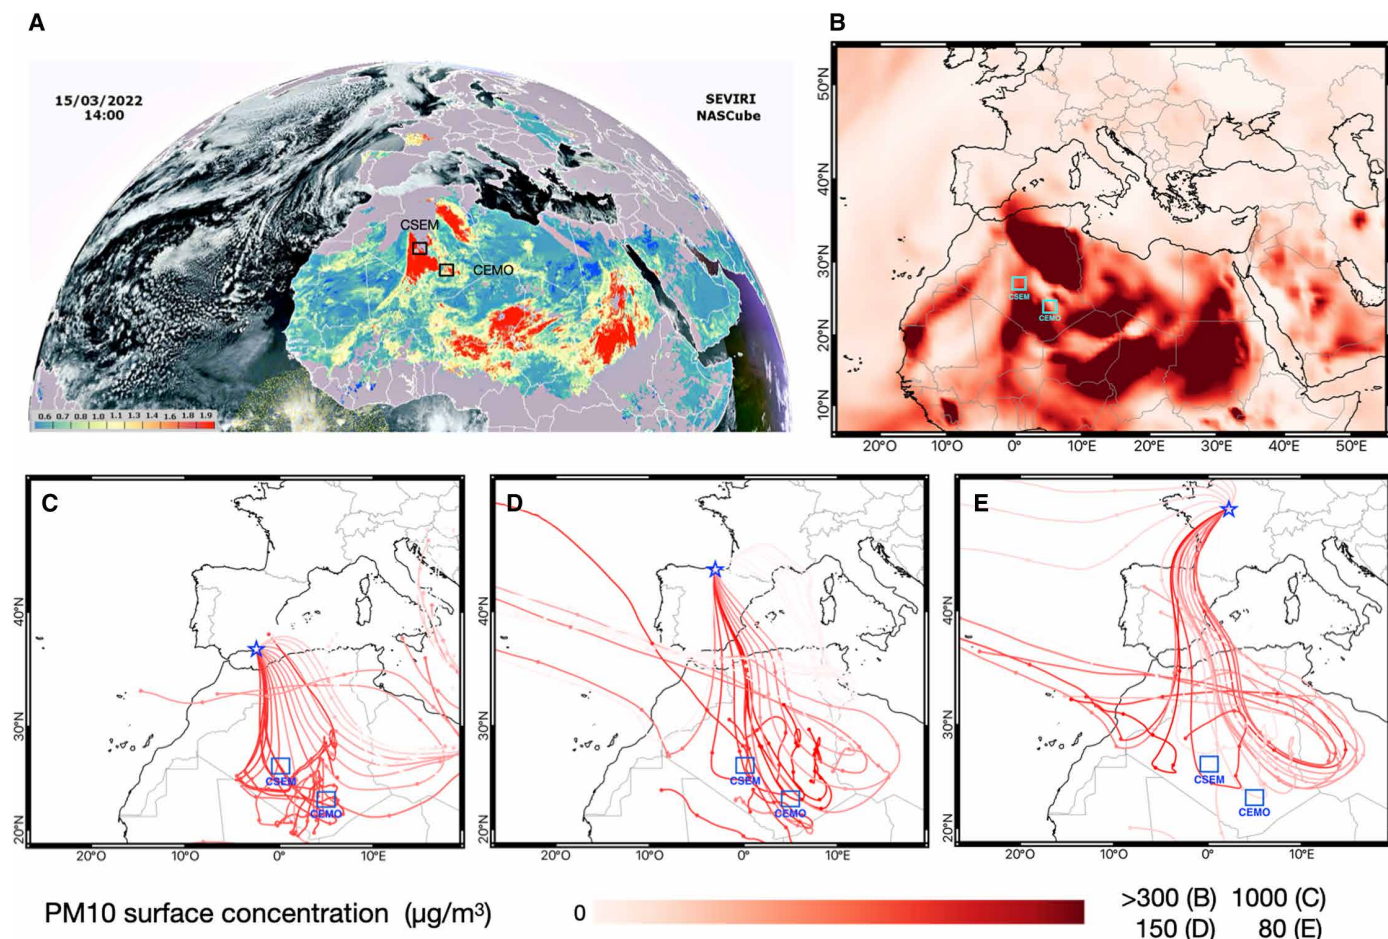 A
15/03/2022
14:00
SEVIRI
NASCube
CSEM
CEMO
0.6 0.7 0.8 1.0 1.1 1.3 1.4 1.6 1.8 1.9
B
50°N
40°N
30°N
20°N
10°N
CSEM
CEMO
20°O 10°O 0° 10°E 20°E 30°E 40°E 50°E
C
40°N
30°N
20°N
CSEM
CEMO
20°O 10°O 0° 10°E
D
40°N
30°N
20°N
CSEM
CEMO
20°O 10°O 0° 10°E
E
40°N
30°N
20°N
CSEM
CEMO
20°O 10°O 0° 10°E
PM10 surface concentration (µg/m³)
0
>300 (B) 1000 (C)
150 (D) 80 (E)